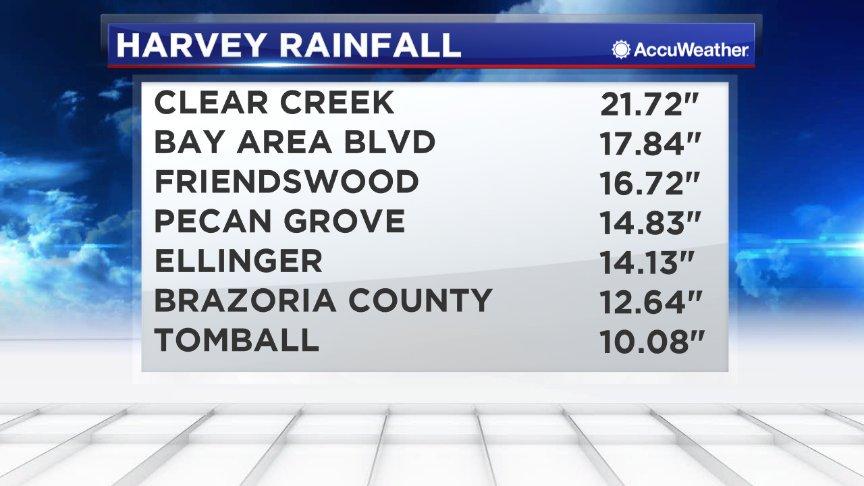 HARVEY RAINFALL AccuWeather
CLEAR CREEK 21.72"
BAY AREA BLVD 17.84"
FRIENDSWOOD 16.72"
PECAN GROVE 14.83"
ELLINGER 14.13"
BRAZORIA COUNTY 12.64"
TOMBALL 10.08"